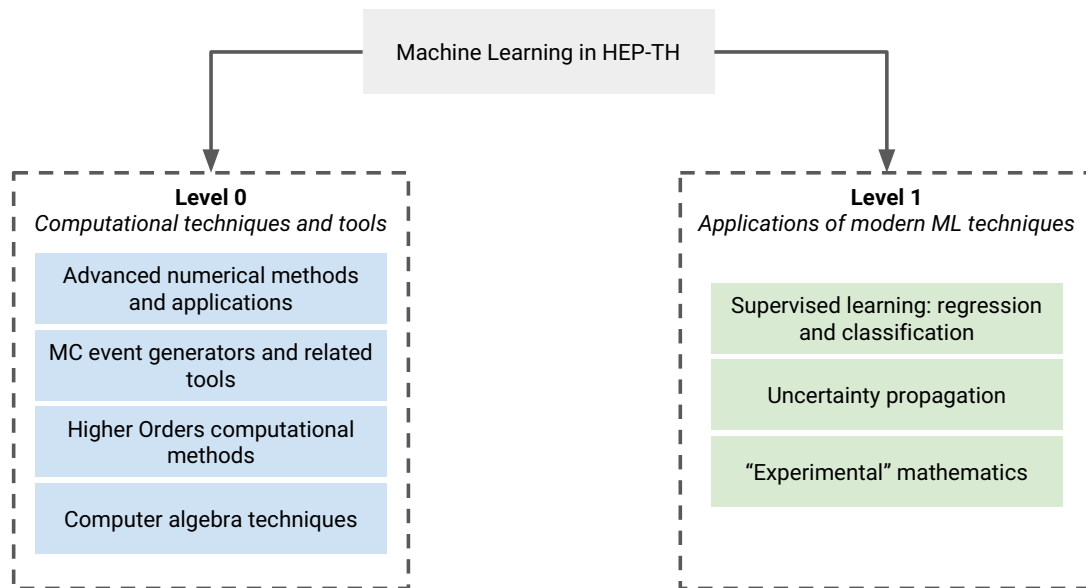 Machine Learning in HEP-TH
Level 0
Computational techniques and tools
Advanced numerical methods
and applications
MC event generators and related
tools
Higher Orders computational
methods
Computer algebra techniques
Level 1
Applications of modern ML techniques
Supervised learning: regression
and classification
Uncertainty propagation
“Experimental” mathematics